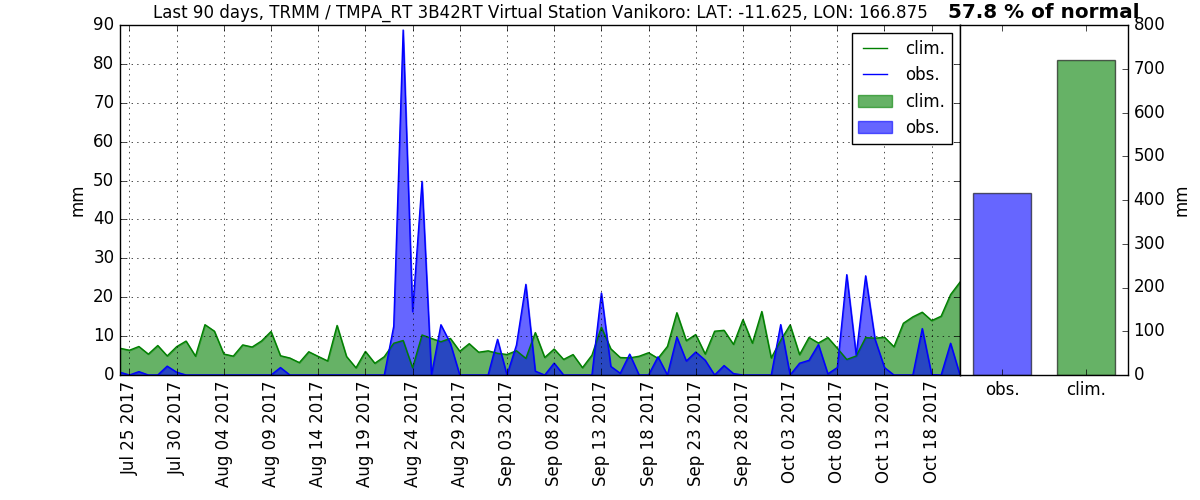 Last 90 days, TRMM / TMPA_RT 3B42RT Virtual Station Vanikoro: LAT: -11.625, LON: 166.875
57.8 % of normal
90
80
70
60
50
40
30
20
10
0
mm
clim.
obs.
clim.
obs.
Jul 25 2017
Jul 30 2017
Aug 04 2017
Aug 09 2017
Aug 14 2017
Aug 19 2017
Aug 24 2017
Aug 29 2017
Sep 03 2017
Sep 08 2017
Sep 13 2017
Sep 18 2017
Sep 23 2017
Sep 28 2017
Oct 03 2017
Oct 08 2017
Oct 13 2017
Oct 18 2017
800
700
600
500
400
300
200
100
0
mm
obs.
clim.